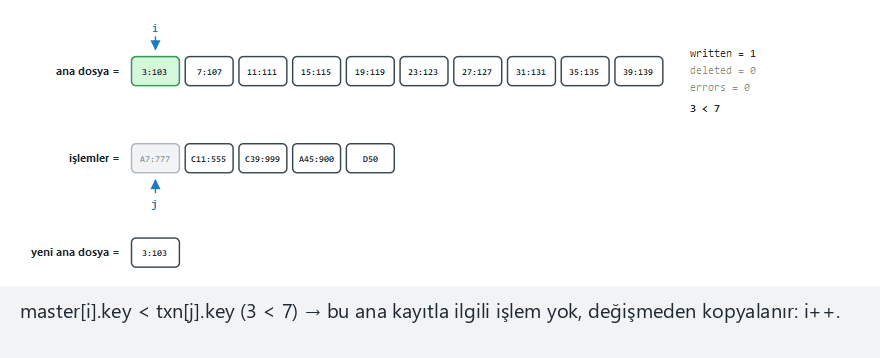 i
ana dosya = 3:103 7:107 11:111 15:115 19:119 23:123 27:127 31:131 35:135 39:139
written = 1
deleted = 0
errors = 0
3 < 7
işlemler = A7:777 C11:555 C39:999 A45:900 D50
j
yeni ana dosya = 3:103
master[i].key < txn[j].key (3 < 7) → bu ana kayıtla ilgili işlem yok, değişmeden kopyalanır: i++.